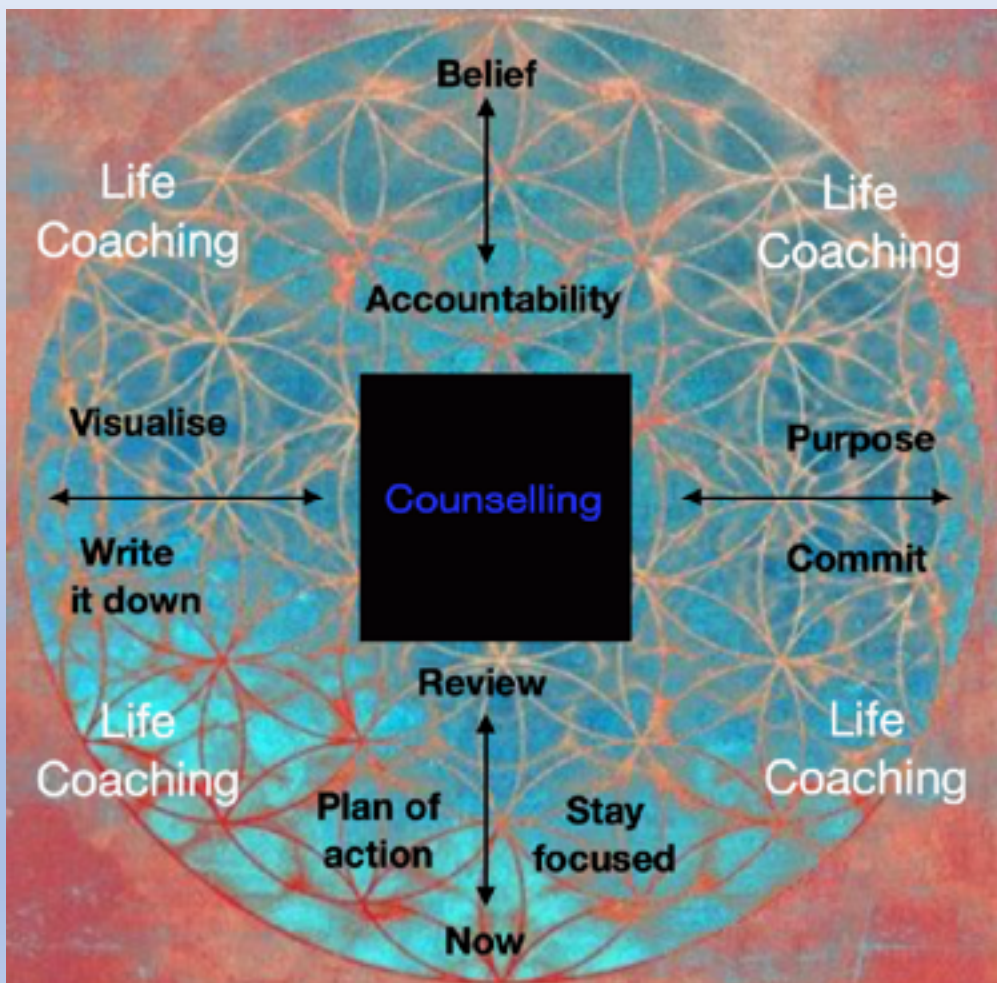 Belief
Life
Coaching
Life
Coaching
Accountability
Visualise
Purpose
Counselling
Write
it down
Commit
Review
Life
Coaching
Life
Coaching
Plan of
action
Stay
focused
Now